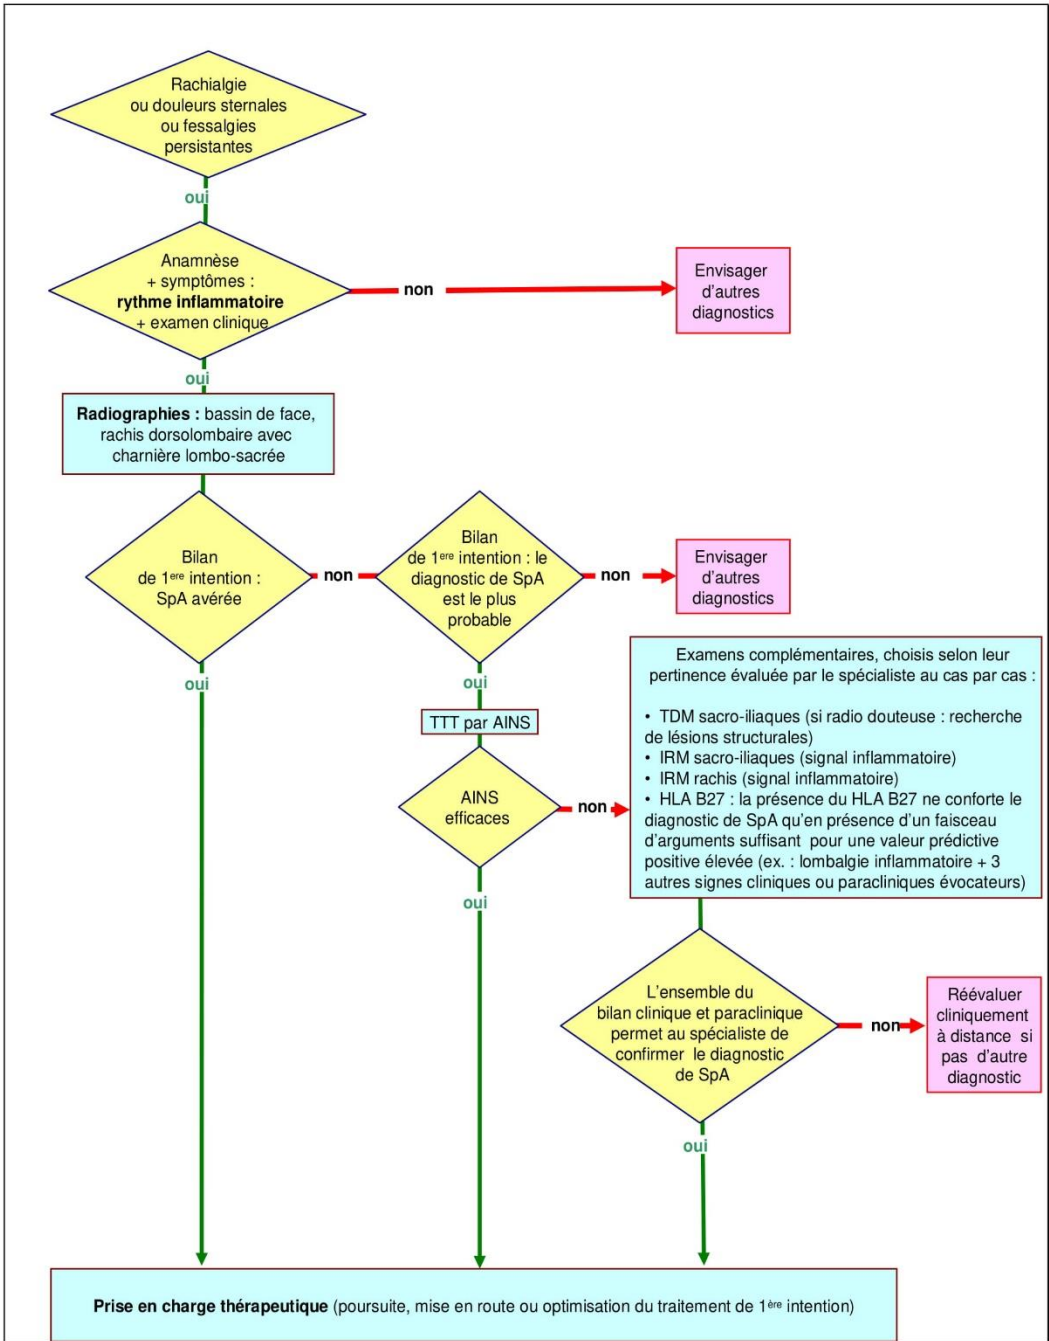 Rachialgie
ou douleurs sternales
ou fessalgies
persistantes
oui
Anamnèse
+ symptômes :
rythme inflammatoire
+ examen clinique
non
Envisager
d'autres
diagnostics
oui
Radiographies : bassin de face,
rachis dorsolombaire avec
charnière lombo-sacrée
Bilan
de 1ere intention :
SpA avérée
non
Bilan
de 1ere intention : le
diagnostic de SpA
est le plus
probable
non
Envisager
d'autres
diagnostics
oui
oui
TTT par AINS
AINS
efficaces
non
Examens complémentaires, choisis selon leur
pertinence évaluée par le spécialiste au cas par cas :
• TDM sacro-iliaques (si radio douteuse : recherche
de lésions structurales)
• IRM sacro-iliaques (signal inflammatoire)
• IRM rachis (signal inflammatoire)
• HLA B27 : la présence du HLA B27 ne conforte le
diagnostic de SpA qu'en présence d'un faisceau
d'arguments suffisant pour une valeur prédictive
positive élevée (ex. : lombalgie inflammatoire + 3
autres signes cliniques ou paracliniques évocateurs)
oui
L'ensemble du
bilan clinique et paraclinique
permet au spécialiste de
confirmer le diagnostic
de SpA
non
Réévaluer
cliniquement
à distance si
pas d'autre
diagnostic
oui
Prise en charge thérapeutique (poursuite, mise en route ou optimisation du traitement de 1ère intention)